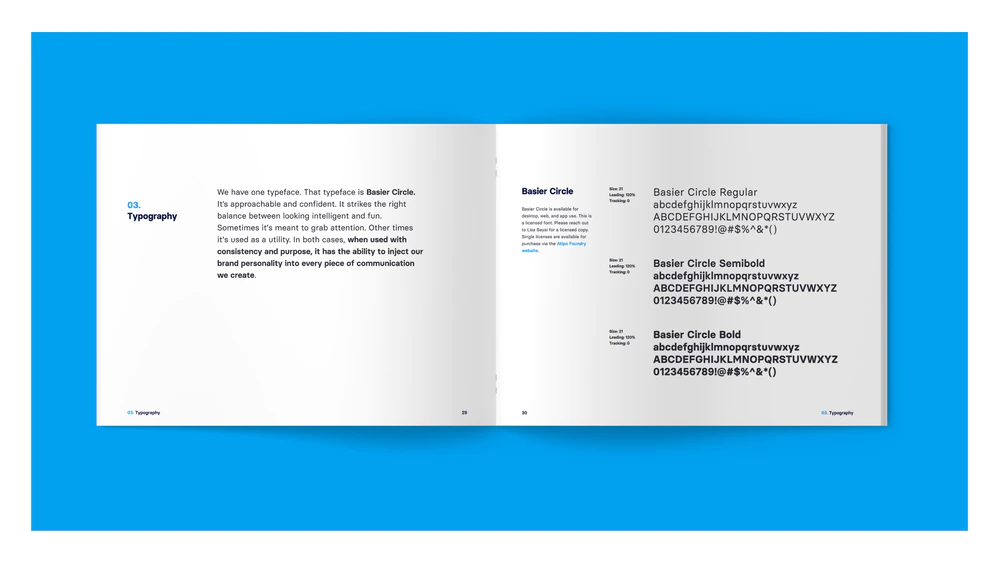 03.
Typography
We have one typeface. That typeface is Basier Circle.
It's approachable and confident. It strikes the right
balance between looking intelligent and fun.
Sometimes it's meant to grab attention. Other times
it's used as a utility. In both cases, when used with
consistency and purpose, it has the ability to inject our
brand personality into every piece of communication
we create.
03. Typography
29
Basier Circle
Basier Circle is available for
desktop, web, and app use. This is
a licensed font. Please reach out
to Lisa Bayar for a licensed copy.
Single licenses are available for
purchase via the Atipo Foundry
website.
Size: 21
Leading: 120%
Tracking: 0
Basier Circle Regular
abcdefghijklmnopqrstuvwxyz
ABCDEFGHIJKLMNOPQRSTUVWXYZ
0123456789!@#$%^&*()
Size: 21
Leading: 120%
Tracking: 0
Basier Circle Semibold
abcdefghijklmnopqrstuvwxyz
ABCDEFGHIJKLMNOPQRSTUVWXYZ
0123456789!@#$%^&*()
Size: 21
Leading: 120%
Tracking: 0
Basier Circle Bold
abcdefghijklmnopqrstuvwxyz
ABCDEFGHIJKLMNOPQRSTUVWXYZ
0123456789!@#$%^&*()
30
03. Typography